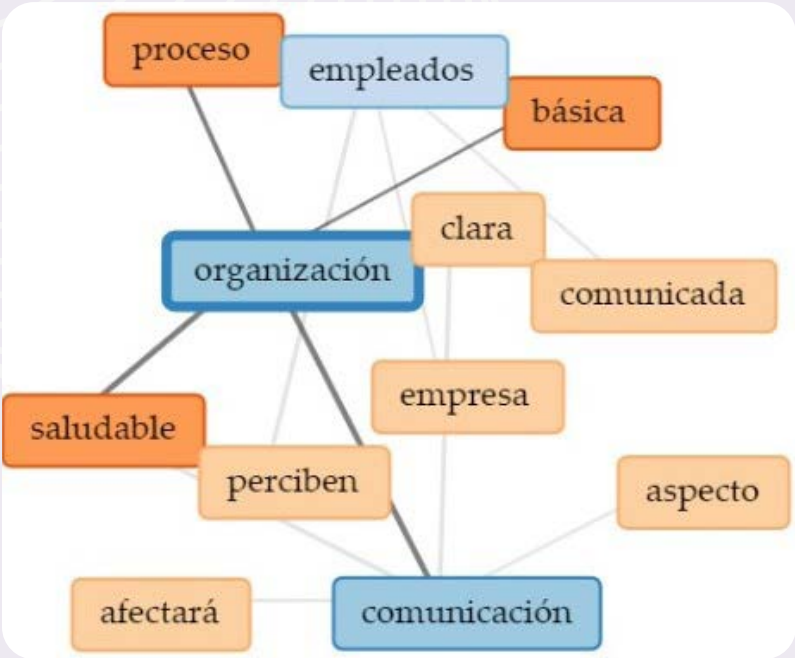 proceso
empleados
básica
clara
organización
comunicada
empresa
saludable
perciben
aspecto
afectará
comunicación